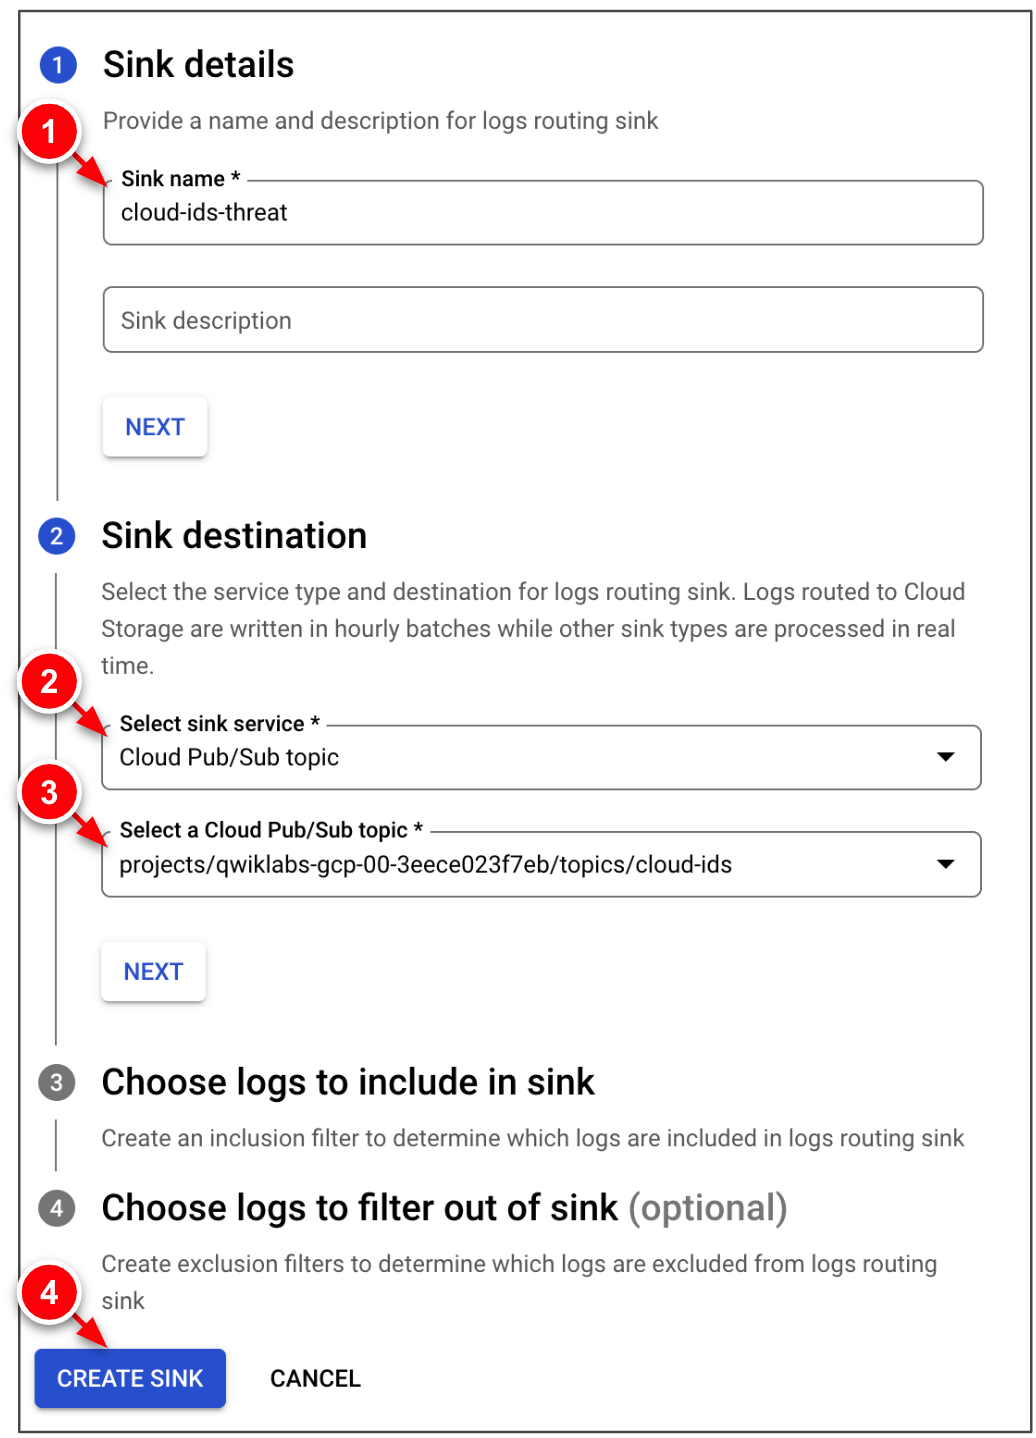 1 Sink details
1
Provide a name and description for logs routing sink
Sink name *
cloud-ids-threat
Sink description
NEXT
2 Sink destination
Select the service type and destination for logs routing sink. Logs routed to Cloud
Storage are written in hourly batches while other sink types are processed in real
time.
2
Select sink service *
Cloud Pub/Sub topic
3
Select a Cloud Pub/Sub topic *
projects/qwiklabs-gcp-00-3eece023f7eb/topics/cloud-ids
NEXT
3 Choose logs to include in sink
Create an inclusion filter to determine which logs are included in logs routing sink
4 Choose logs to filter out of sink (optional)
Create exclusion filters to determine which logs are excluded from logs routing
sink
4
CREATE SINK CANCEL